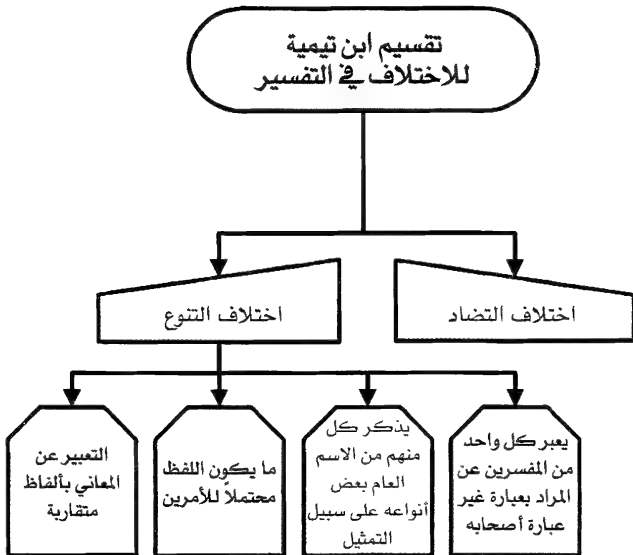 تقسيم ابن تيمية
للاختلاف في التفسير
اختلاف التضاد
اختلاف التنوع
يعبر كل واحد
من المفسرين عن
المراد بعبارة غير
عبارة أصحابه
يذكر كل
منهم من الاسم
العام بعض
أنواعه على سبيل
التمثيل
ما يكون اللفظ
محتملاً للأمرين
التعبير عن
المعاني بألفاظ
متقاربة